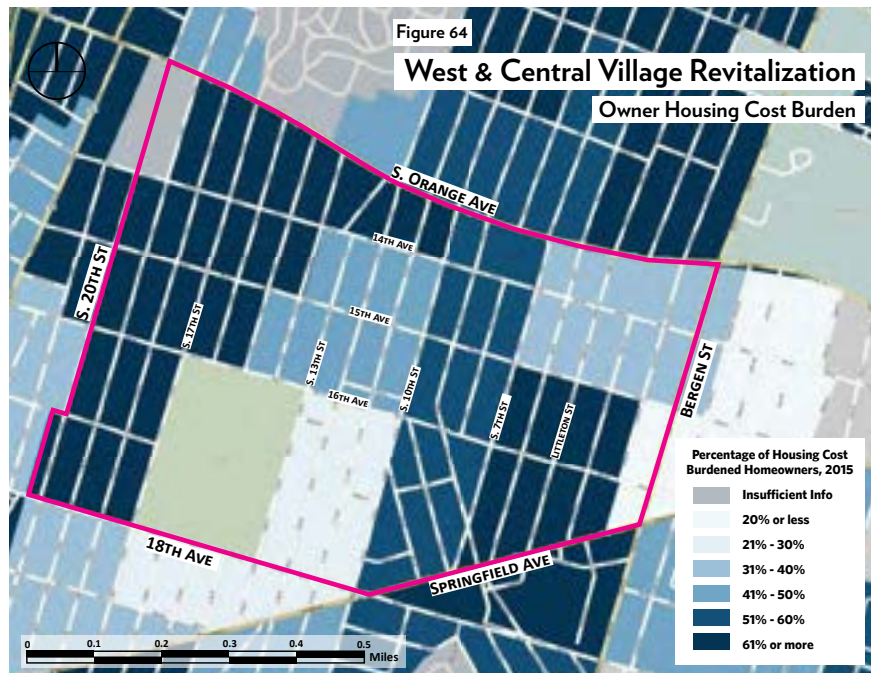 Figure 64
West & Central Village Revitalization
Owner Housing Cost Burden
S. Orange Ave
14th Ave
S. 20th St
15th Ave
S. 17th St
S. 13th St
S. 10th St
16th Ave
Bergen St
S. 7th St
Littleton St
18th Ave
Springfield Ave
Percentage of Housing Cost
Burdened Homeowners, 2015
Insufficient Info
20% or less
21% - 30%
31% - 40%
41% - 50%
51% - 60%
61% or more
0 0.1 0.2 0.3 0.4 0.5
Miles